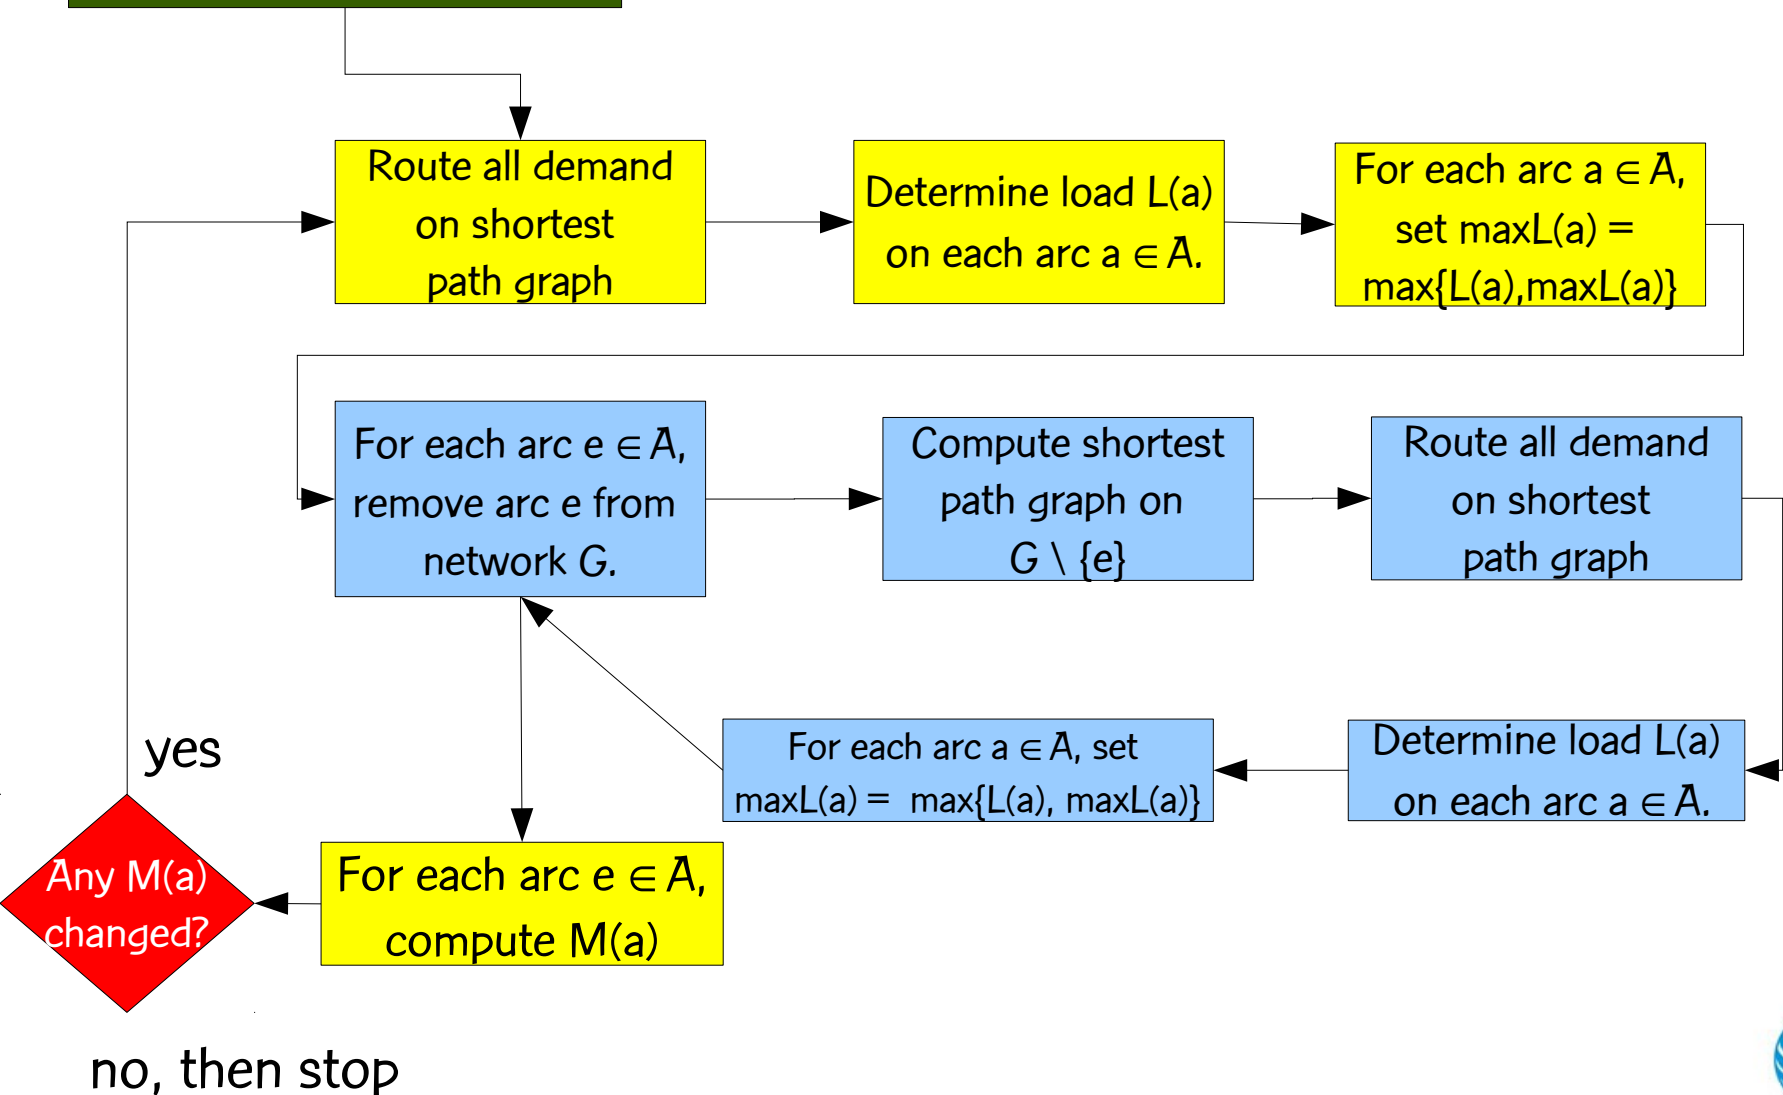 Route all demand
on shortest
path graph
Determine load L(a)
on each arc a ∈ A.
For each arc a ∈ A,
set maxL(a) =
max{L(a),maxL(a)}
For each arc e ∈ A,
remove arc e from
network G.
Compute shortest
path graph on
G \ {e}
Route all demand
on shortest
path graph
Determine load L(a)
on each arc a ∈ A.
For each arc a ∈ A, set
maxL(a) = max{L(a), maxL(a)}
For each arc e ∈ A,
compute M(a)
Any M(a)
changed?
yes
no, then stop